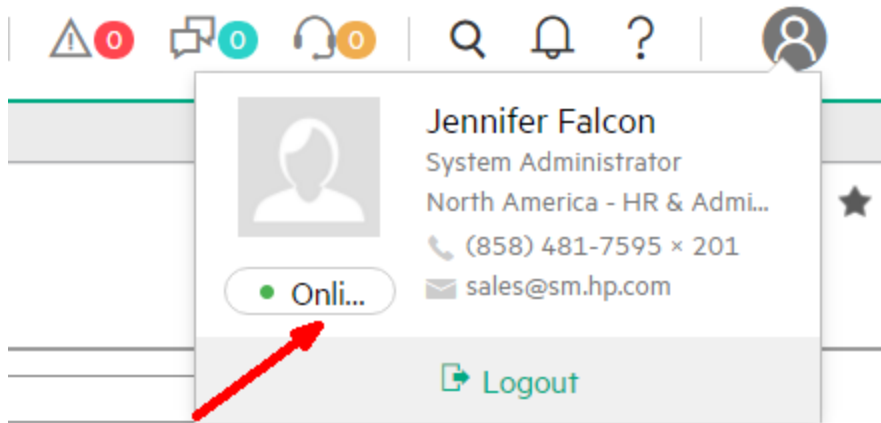 0 0 0 ?
Jennifer Falcon
System Administrator
North America - HR & Admi...
(858) 481-7595 × 201
Onli...
sales@sm.hp.com
Logout